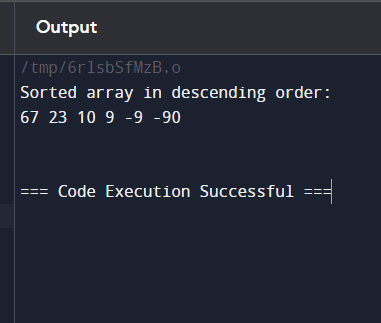 Output
/tmp/6rlsbSfMzB.o
Sorted array in descending order:
67 23 10 9 -9 -90
=== Code Execution Successful ===